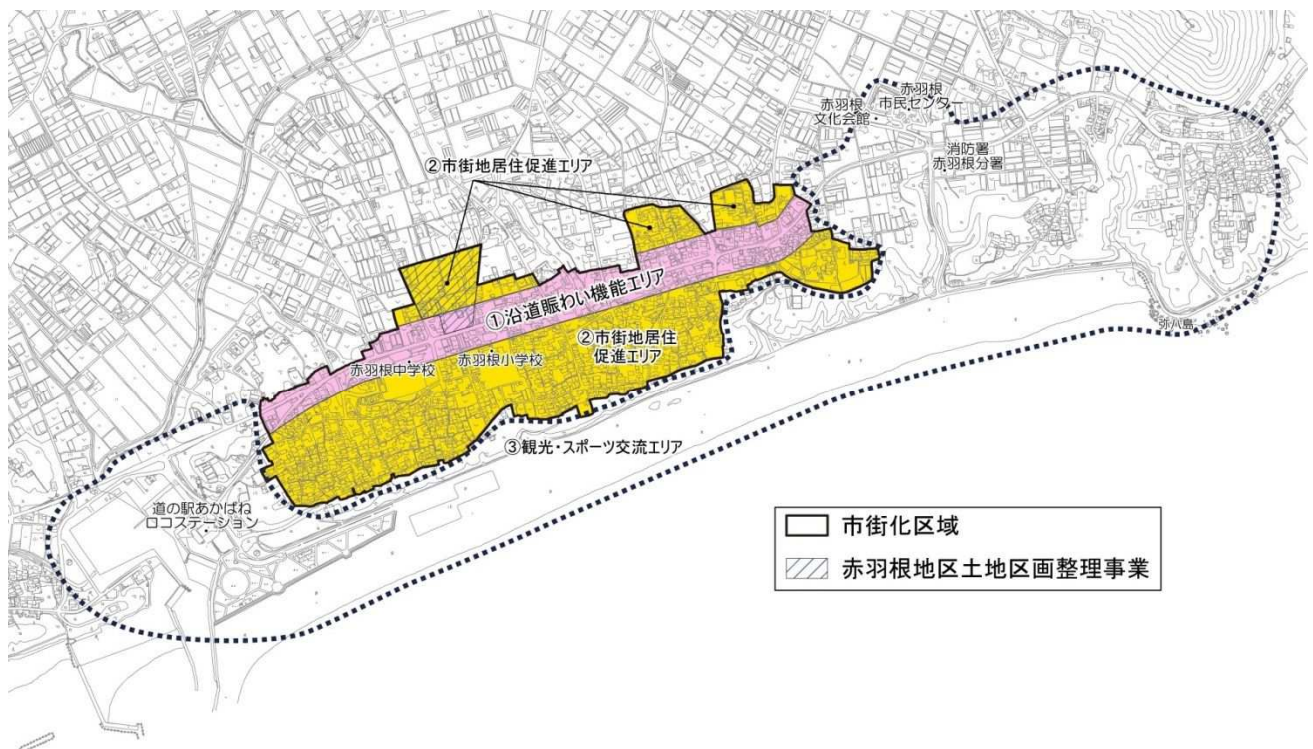 赤羽根
市民センター
赤羽根
文化会館
消防署
赤羽根分署
②市街地居住促進エリア
①沿道賑わい機能エリア
②市街地居住
促進エリア
赤羽根小学校
赤羽根中学校
弥八島
③観光・スポーツ交流エリア
道の駅あかばね
ロコステーション
市街化区域
赤羽根地区土地区画整理事業